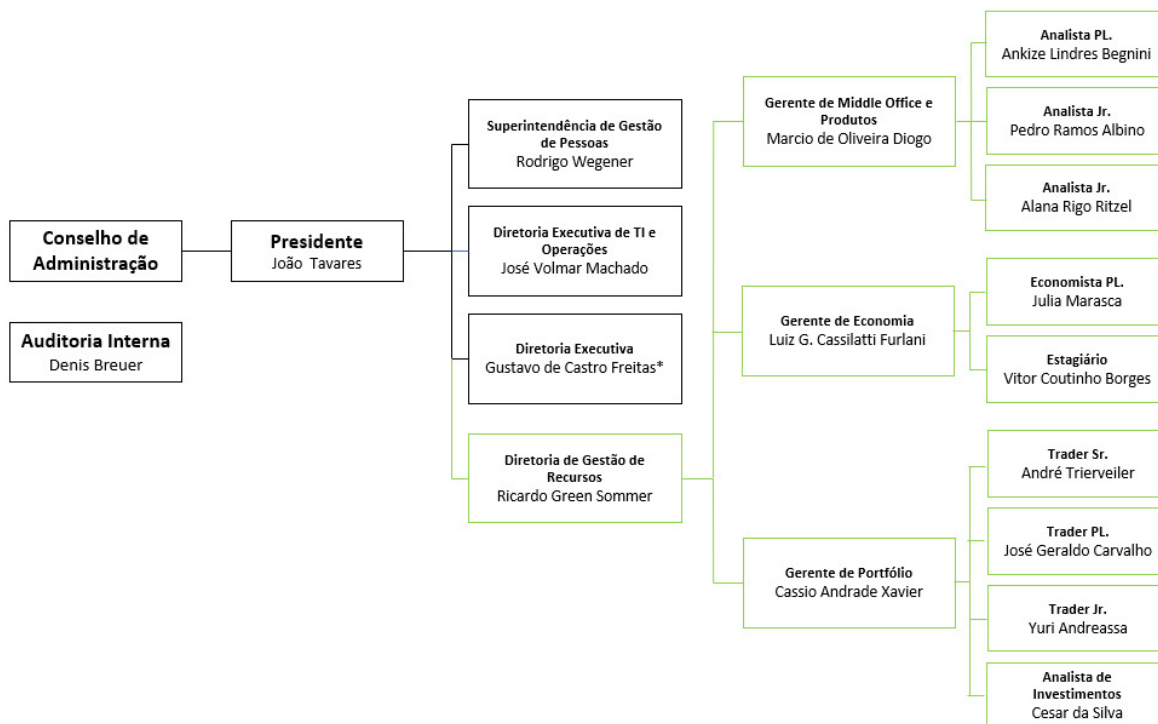 Conselho de
Administração
Auditoria Interna
Denis Breuer
Presidente
João Tavares
Superintendência de Gestão
de Pessoas
Rodrigo Wegener
Diretoria Executiva de TI e
Operações
José Volmar Machado
Diretoria Executiva
Gustavo de Castro Freitas*
Diretoria de Gestão de
Recursos
Ricardo Green Sommer
Gerente de Middle Office e
Produtos
Marcio de Oliveira Diogo
Gerente de Economia
Luiz G. Cassilatti Furlani
Gerente de Portfólio
Cassio Andrade Xavier
Analista PL.
Ankize Lindres Begnini
Analista Jr.
Pedro Ramos Albino
Analista Jr.
Alana Rigo Ritzel
Economista PL.
Julia Marasca
Estagiário
Vitor Coutinho Borges
Trader Sr.
André Trierveiler
Trader PL.
José Geraldo Carvalho
Trader Jr.
Yuri Andreassa
Analista de
Investimentos
Cesar da Silva